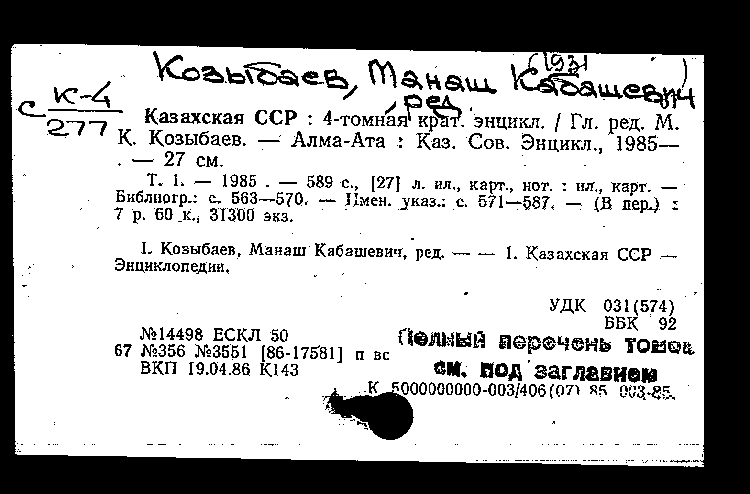 (1931 )
Козыбаев, Манаш Кабашевич
, ред.
с К-4
277
Казахская ССР : 4-томная крат. энцикл. / Гл. ред. М.
К. Козыбаев. — Алма-Ата : Каз. Сов. Энцикл., 1985—
. — 27 см.
Т. 1. — 1985 . — 589 с., [27] л. ил., карт., нот. : ил., карт. —
Библиогр.: с. 563—570. — Имен. указ.: с. 571—587. — (В пер.) :
7 р. 60 к., 31300 экз.
I. Козыбаев, Манаш Кабашевич, ред. — — 1. Казахская ССР —
Энциклопедии.
УДК 031(574)
ББК 92
№14498 ЕСКЛ 50
67 №356 №3551 [86-17581] п вс
ВКП 19.04.86 К143
Полный перечень томов
см. под заглавием
К 5000000000-003/406(07) 85 003-85.